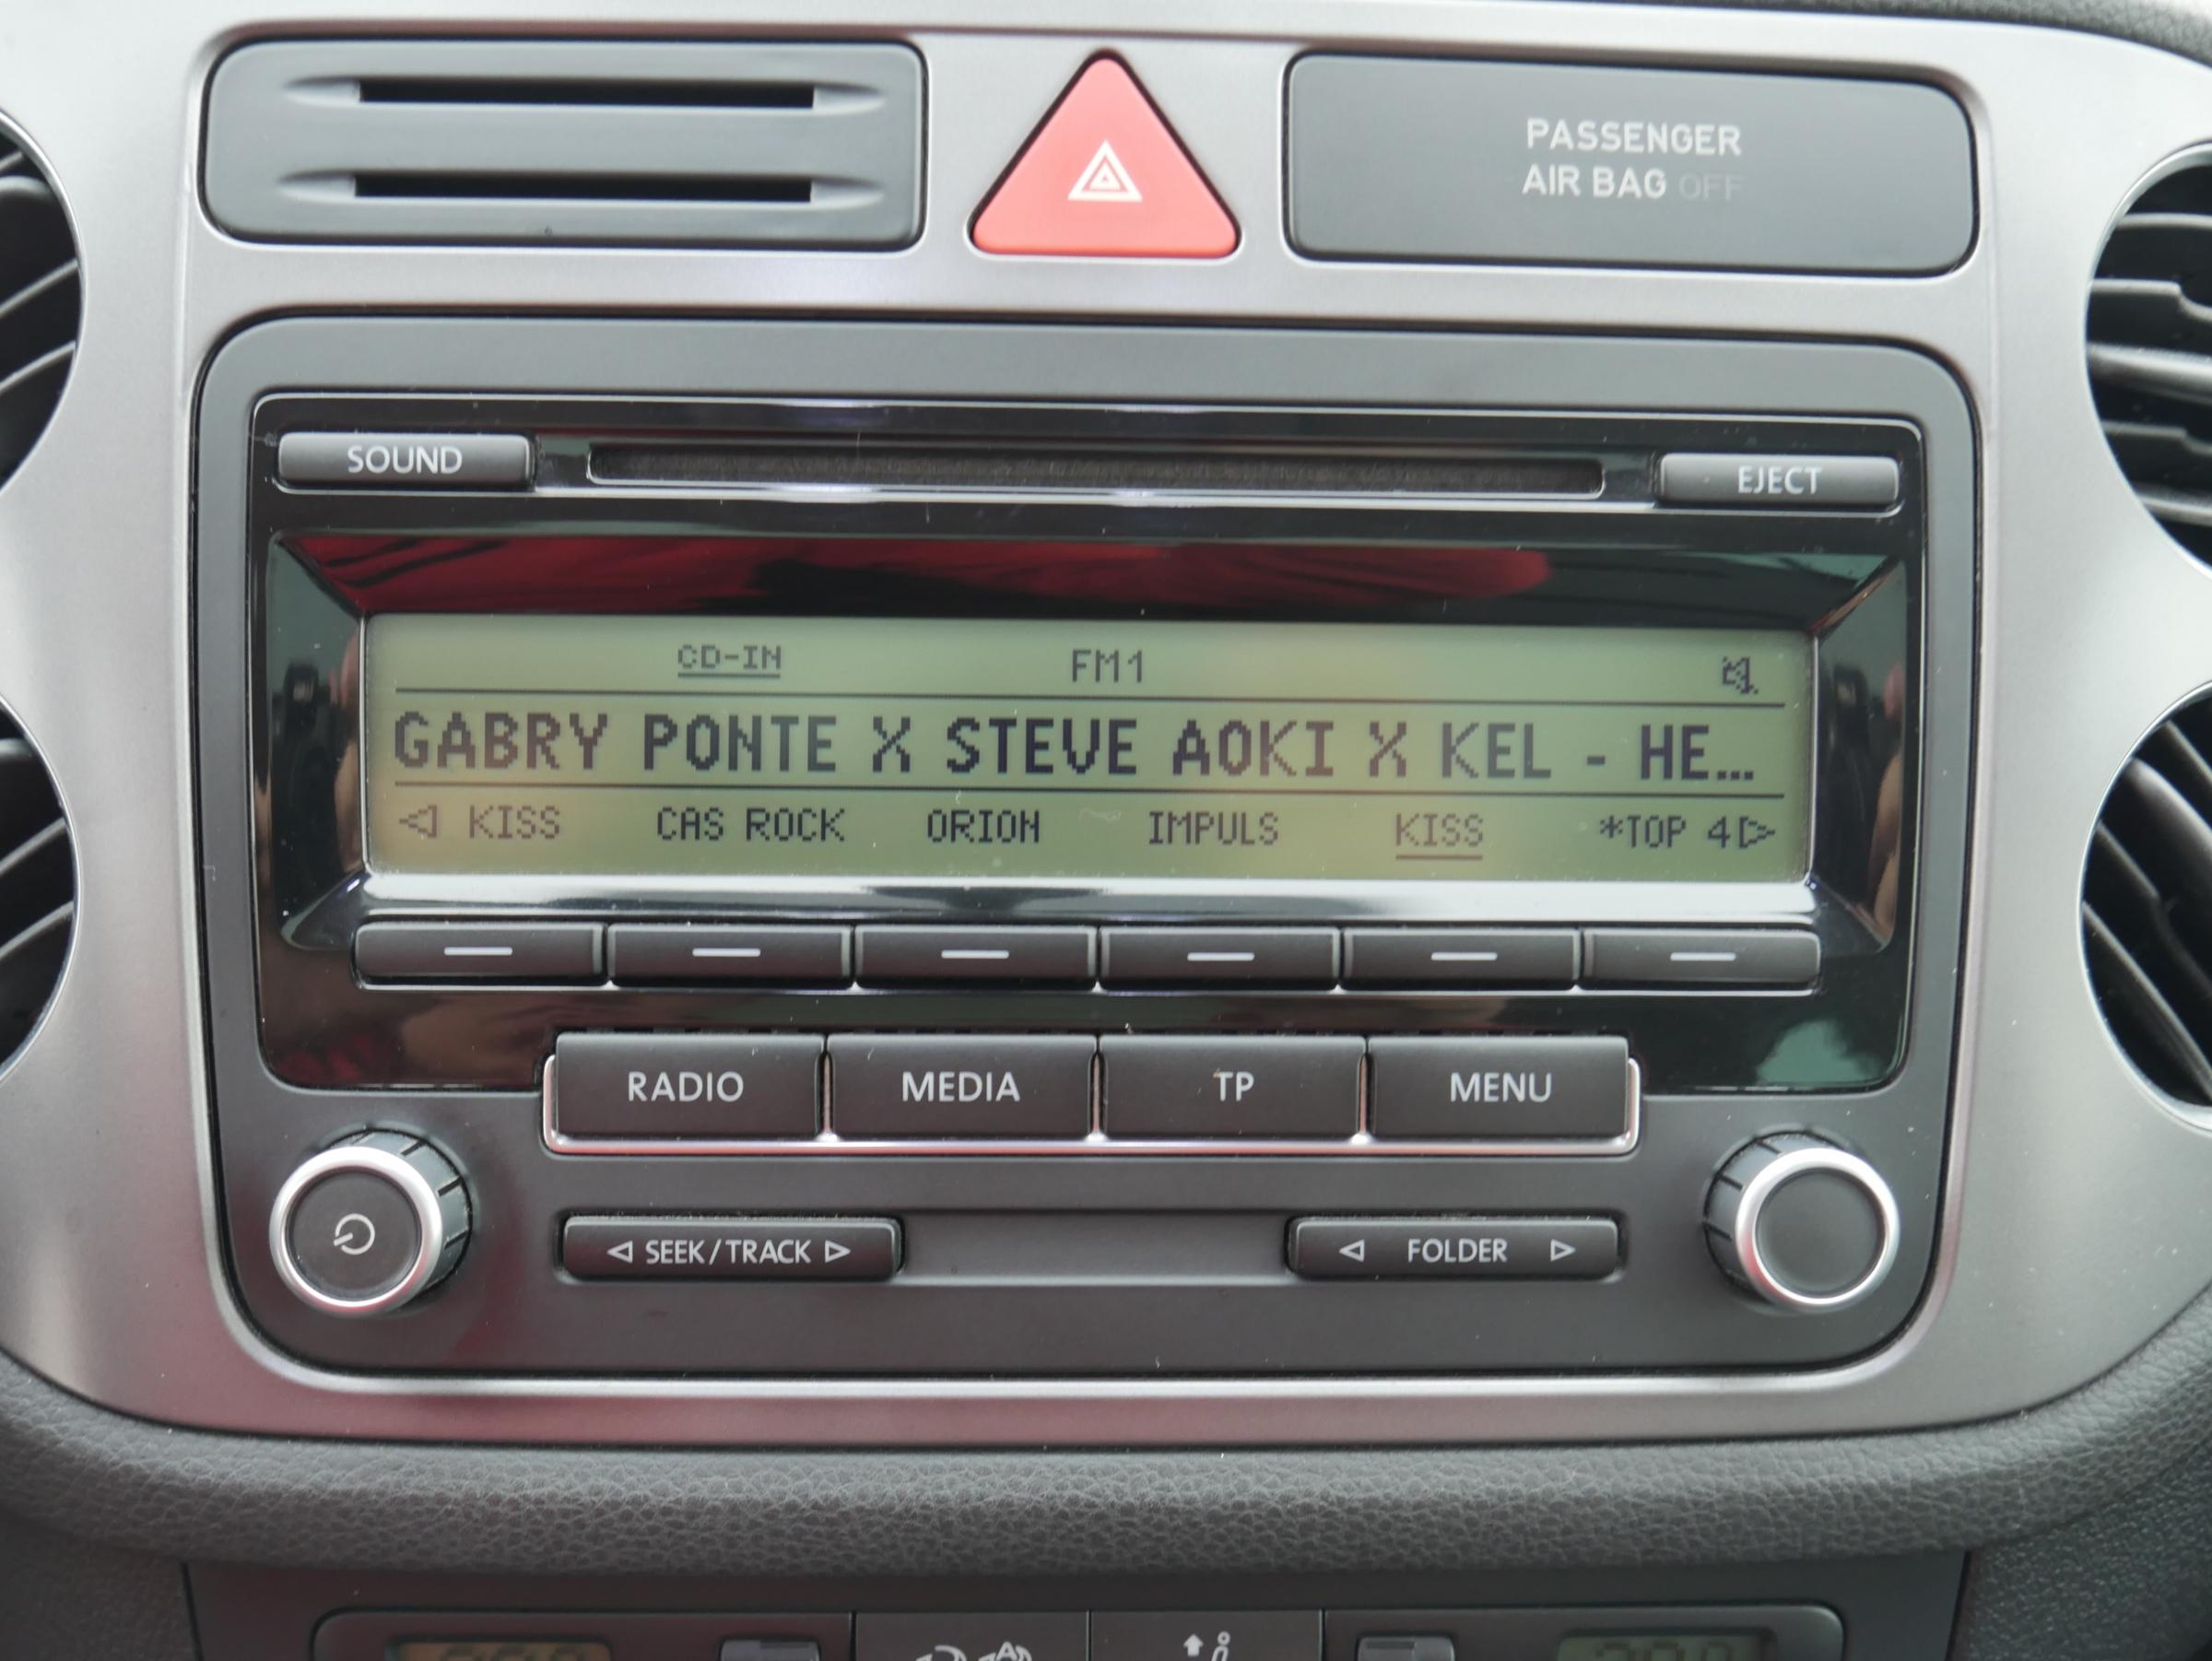 PASSENGER
AIR BAG OFF
SOUND
EJECT
CD-IN FM1
GABRY PONTE X STEVE AOKI X KEL - HE...
KISS CAS ROCK ORION IMPULS KISS *TOP 4
RADIO MEDIA TP MENU
SEEK/TRACK FOLDER